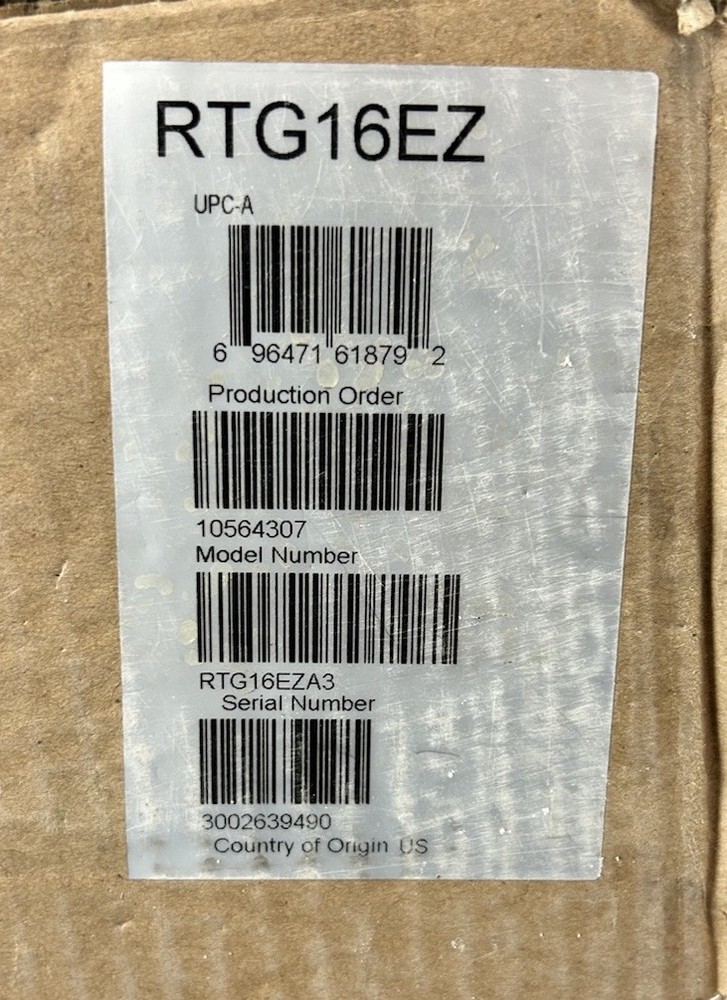 RTG16EZ
UPC-A
6 96471 61879 2
Production Order
10564307
Model Number
RTG16EZA3
Serial Number
3002639490
Country of Origin US